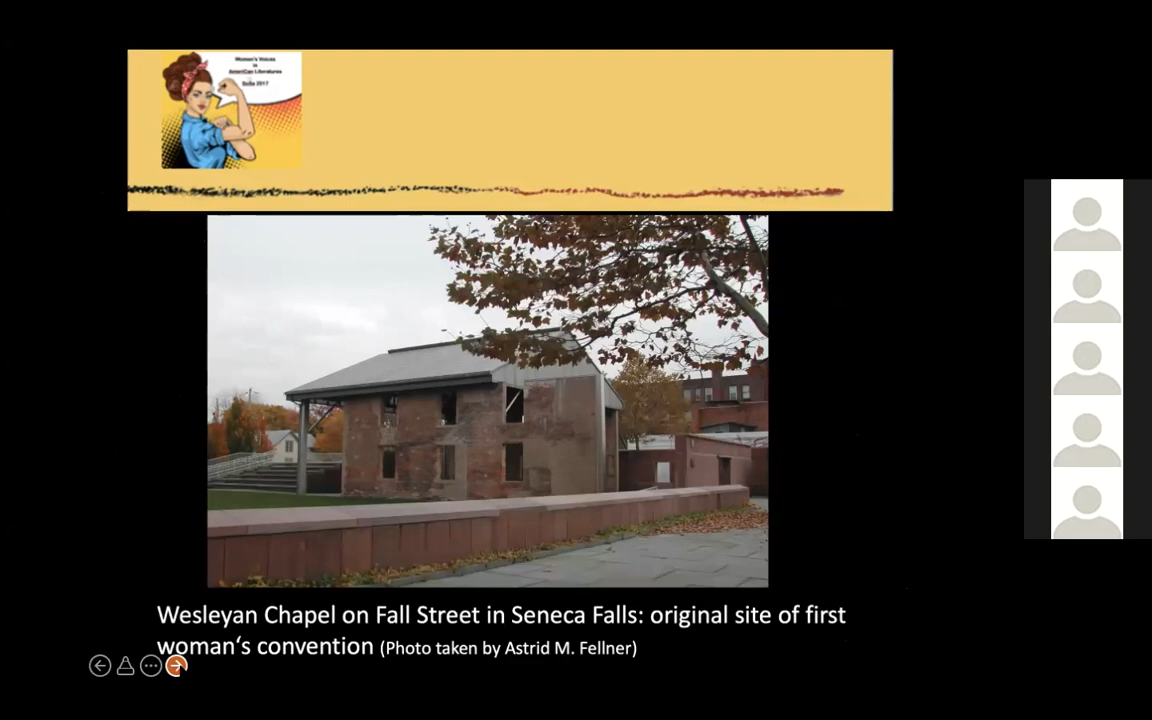 Women's Voices
in
American Literatures
Sofia 2017
Wesleyan Chapel on Fall Street in Seneca Falls: original site of first
woman‘s convention (Photo taken by Astrid M. Fellner)